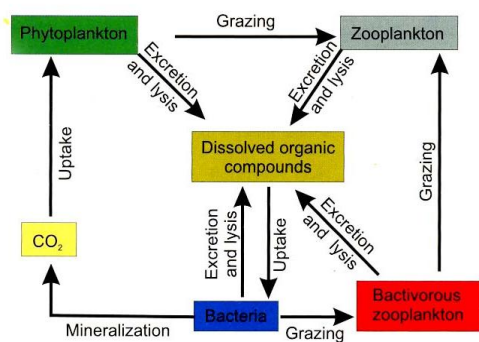 Phytoplankton
Grazing
Zooplankton
Excretion
and lysis
Excretion
and lysis
Dissolved organic
compounds
Uptake
Grazing
CO₂
Excretion
and lysis
Uptake
Excretion
and lysis
Mineralization
Bacteria
Grazing
Bactivorous
zooplankton